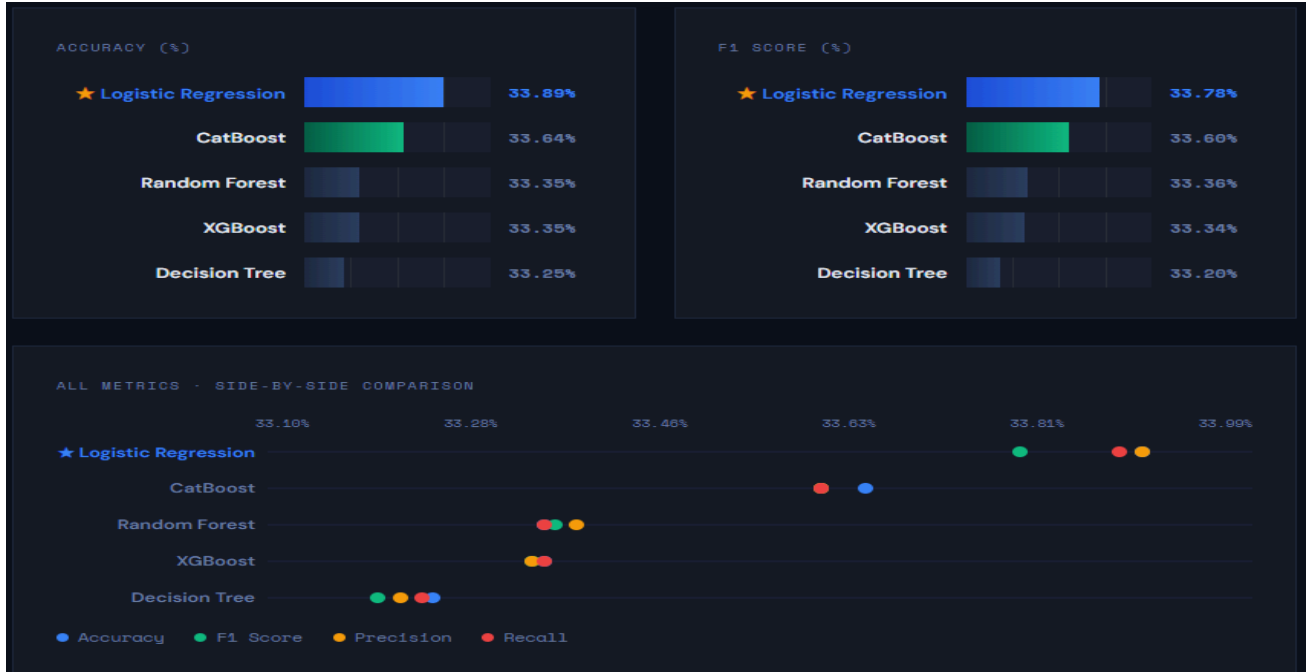 ACCURACY (%)
★ Logistic Regression 33.89%
CatBoost 33.64%
Random Forest 33.35%
XGBoost 33.35%
Decision Tree 33.25%
F1 SCORE (%)
★ Logistic Regression 33.78%
CatBoost 33.60%
Random Forest 33.36%
XGBoost 33.34%
Decision Tree 33.20%
ALL METRICS · SIDE-BY-SIDE COMPARISON
33.10% 33.28% 33.46% 33.63% 33.81% 33.99%
★ Logistic Regression
CatBoost
Random Forest
XGBoost
Decision Tree
Accuracy F1 Score Precision Recall